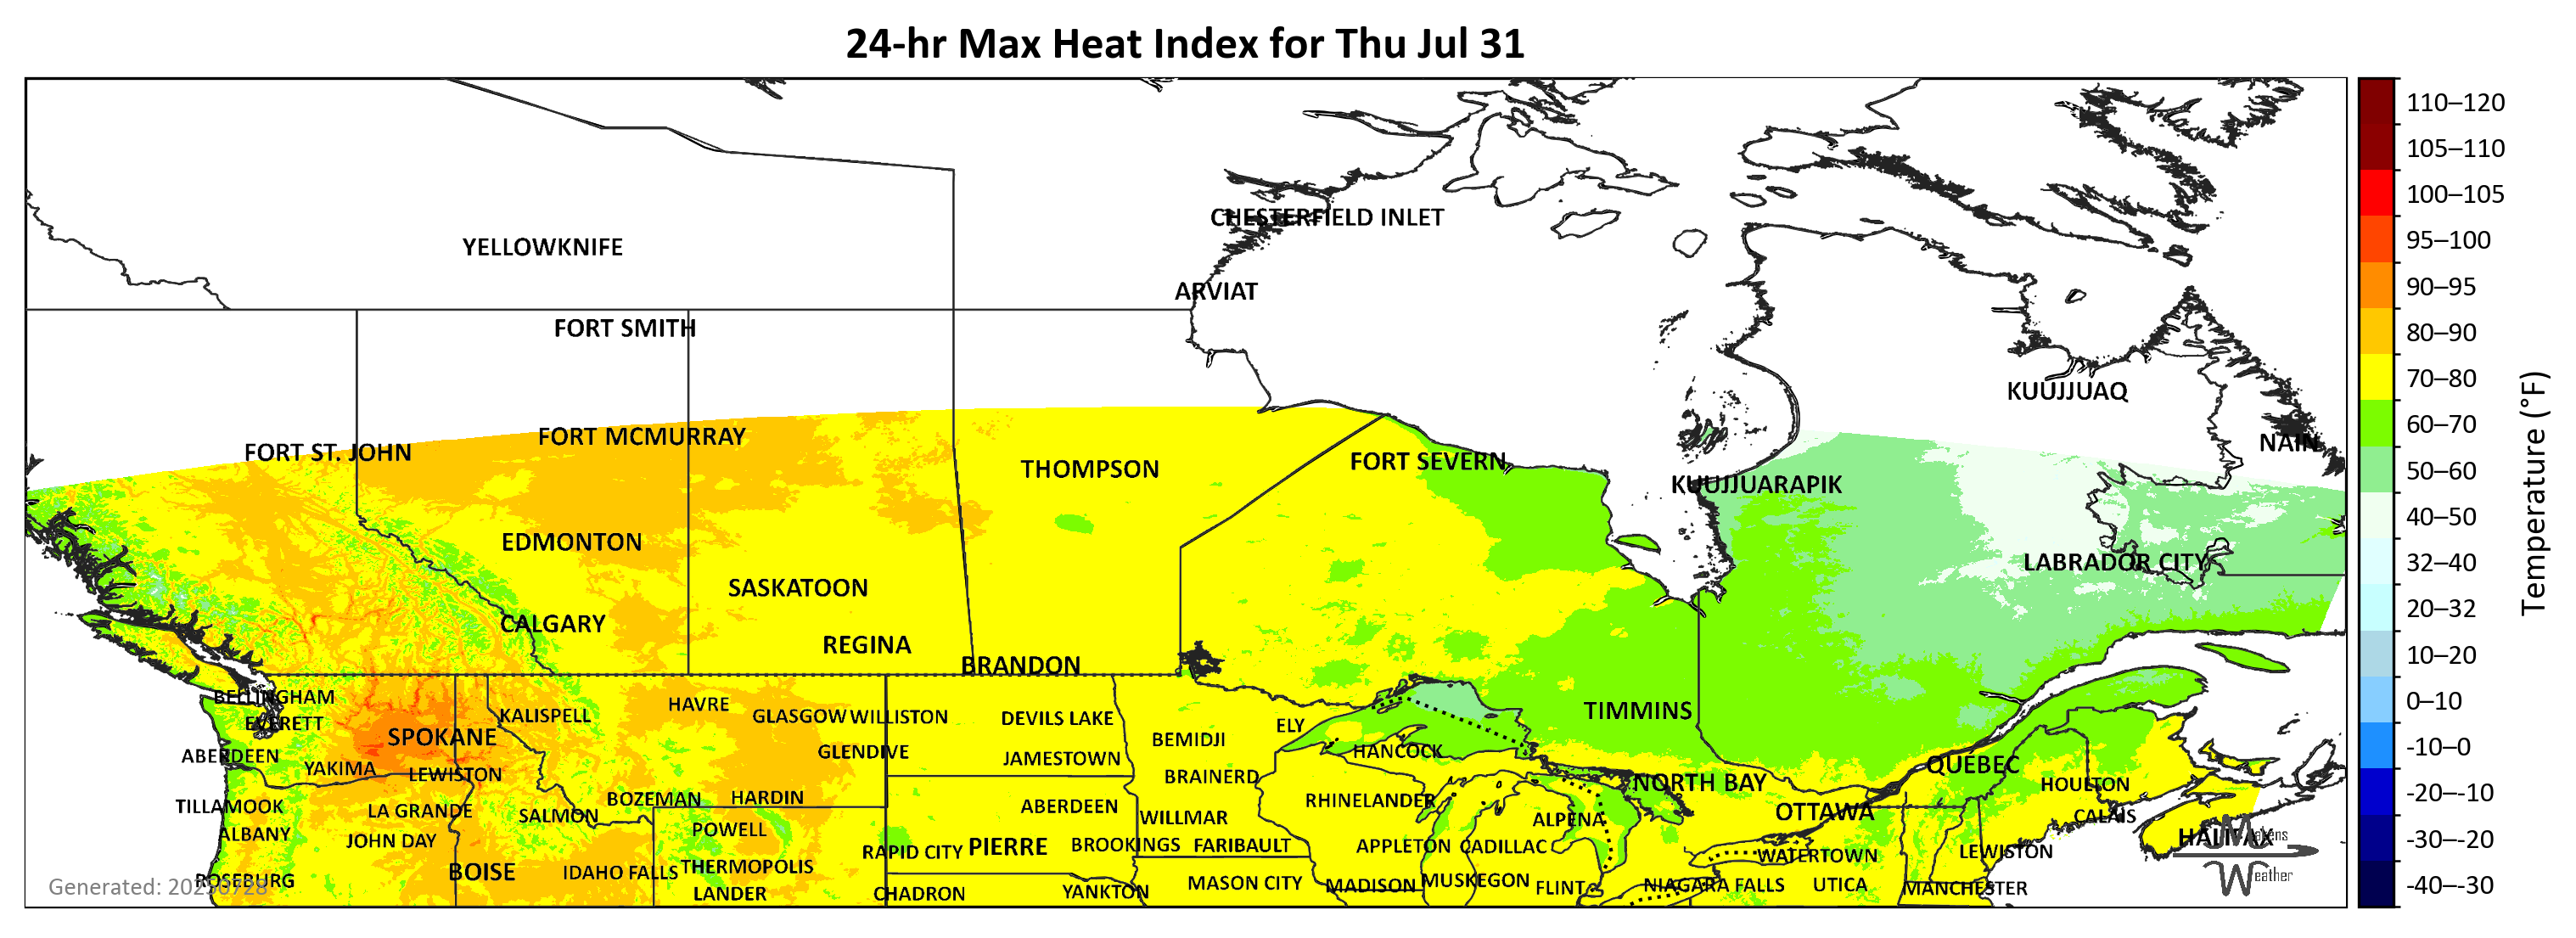 24-hr Max Heat Index for Thu Jul 31
CHESTERFIELD INLET
YELLOWKNIFE
ARVIAT
FORT SMITH
KUUJJUAQ
FORT MCMURRAY
NAIN
FORT ST. JOHN
FORT SEVERN
THOMPSON
KUUJJUARAPIK
EDMONTON
LABRADOR CITY
SASKATOON
CALGARY
REGINA
BRANDON
BELLINGHAM
HAVRE
TIMMINS
KALISPELL
GLASGOW WILLISTON
DEVILS LAKE
EVERETT
ELY
SPOKANE
BEMIDJI
HANCOCK
ABERDEEN
GLENDIVE
JAMESTOWN
QUEBEC
YAKIMA
LEWISTON
BRAINERD
NORTH BAY
HOULTON
BOZEMAN
HARDIN
RHINELANDER
TILLAMOOK
LA GRANDE
SALMON
ABERDEEN
WILLMAR
ALPENA
OTTAWA
CALAIS
ALBANY
JOHN DAY
POWELL
HALIFAX
RAPID CITY
PIERRE
BROOKINGS
FARIBAULT
APPLETON
CADILLAC
WATERTOWN
LEWISTON
BOISE
IDAHO FALLS
THERMOPOLIS
ROSEBURG
LANDER
CHADRON
YANKTON
MASON CITY
MADISON
MUSKEGON
FLINT
NIAGARA FALLS
UTICA
MANCHESTER
Generated: 20250728
Makens
Weather
110–120
105–110
100–105
95–100
90–95
80–90
70–80
60–70
50–60
40–50
32–40
20–32
10–20
0–10
-10–0
-20–-10
-30–-20
-40–-30
Temperature (°F)